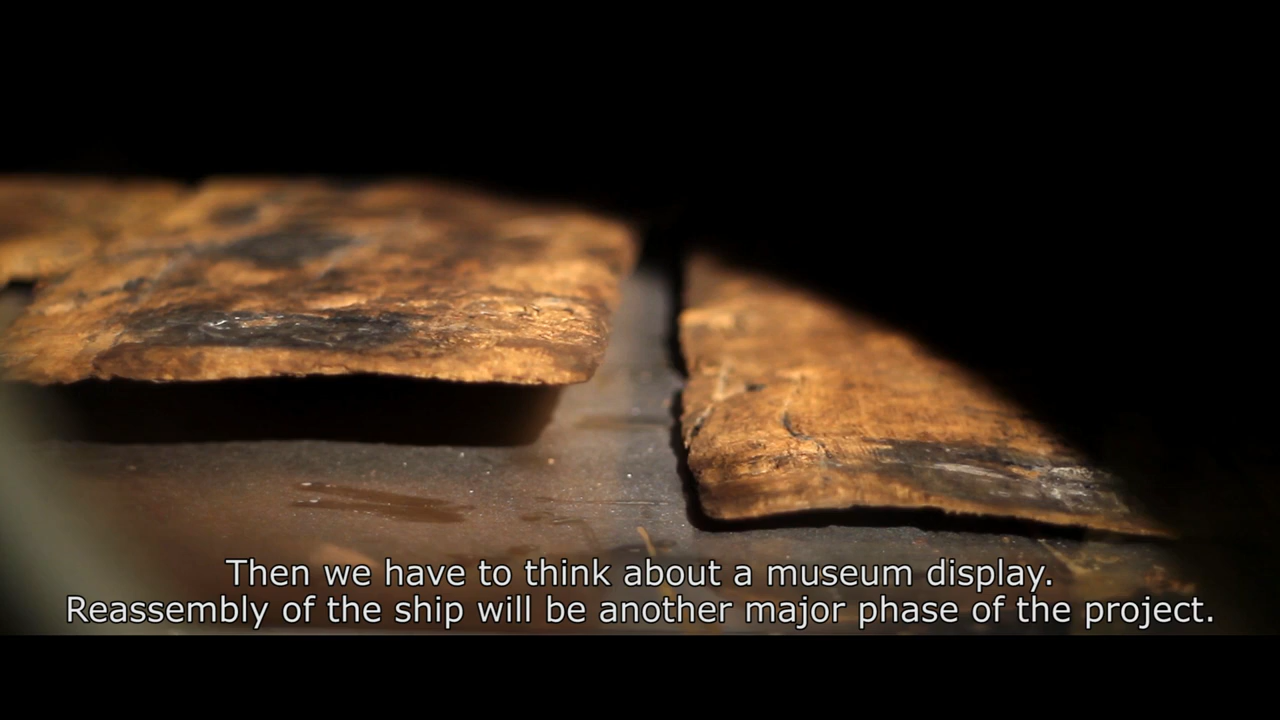 Then we have to think about a museum display.
Reassembly of the ship will be another major phase of the project.